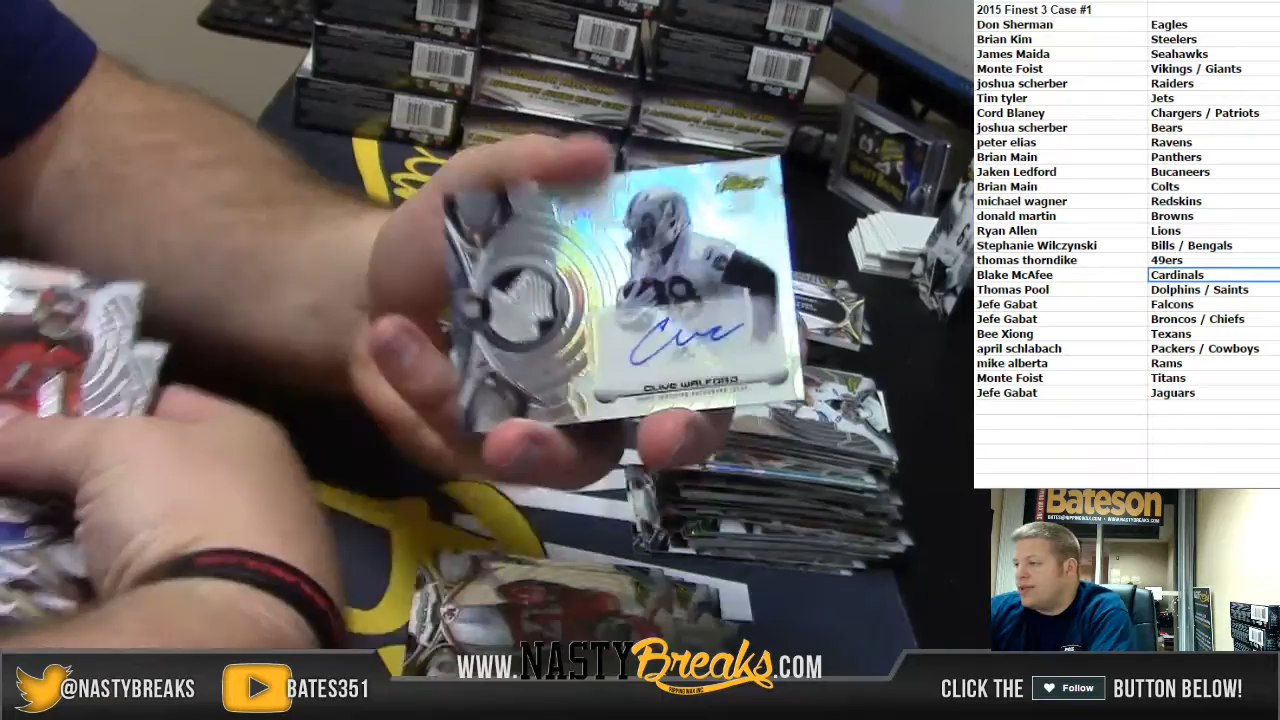 2015 Finest 3 Case #1
Don Sherman Eagles
Brian Kim Steelers
James Maida Seahawks
Monte Foist Vikings / Giants
joshua scherber Raiders
Tim tyler Jets
Cord Blaney Chargers / Patriots
joshua scherber Bears
peter elias Ravens
Brian Main Panthers
Jaken Ledford Bucaneers
Brian Main Colts
michael wagner Redskins
donald martin Browns
Ryan Allen Lions
Stephanie Wilczynski Bills / Bengals
thomas thorndike 49ers
Blake McAfee Cardinals
Thomas Pool Dolphins / Saints
Jefe Gabat Falcons
Jefe Gabat Broncos / Chiefs
Bee Xiong Texans
april schlabach Packers / Cowboys
mike alberta Rams
Monte Foist Titans
Jefe Gabat Jaguars
CLIVE WALFORD
Bateson
@NASTYBREAKS
BATES351
WWW.NASTYBreaks.COM
RIPPING WAX INC
CLICK THE Follow BUTTON BELOW!